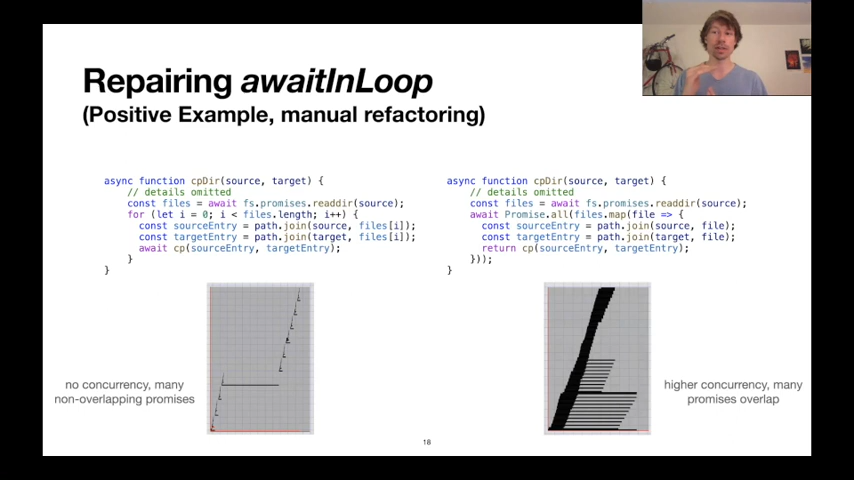 Repairing awaitInLoop
(Positive Example, manual refactoring)
async function cpDir(source, target) {
// details omitted
const files = await fs.promises.readdir(source);
for (let i = 0; i < files.length; i++) {
const sourceEntry = path.join(source, files[i]);
const targetEntry = path.join(target, files[i]);
await cp(sourceEntry, targetEntry);
}
}
async function cpDir(source, target) {
// details omitted
const files = await fs.promises.readdir(source);
await Promise.all(files.map(file => {
const sourceEntry = path.join(source, file);
const targetEntry = path.join(target, file);
return cp(sourceEntry, targetEntry);
}));
}
no concurrency, many
non-overlapping promises
higher concurrency, many
promises overlap
18